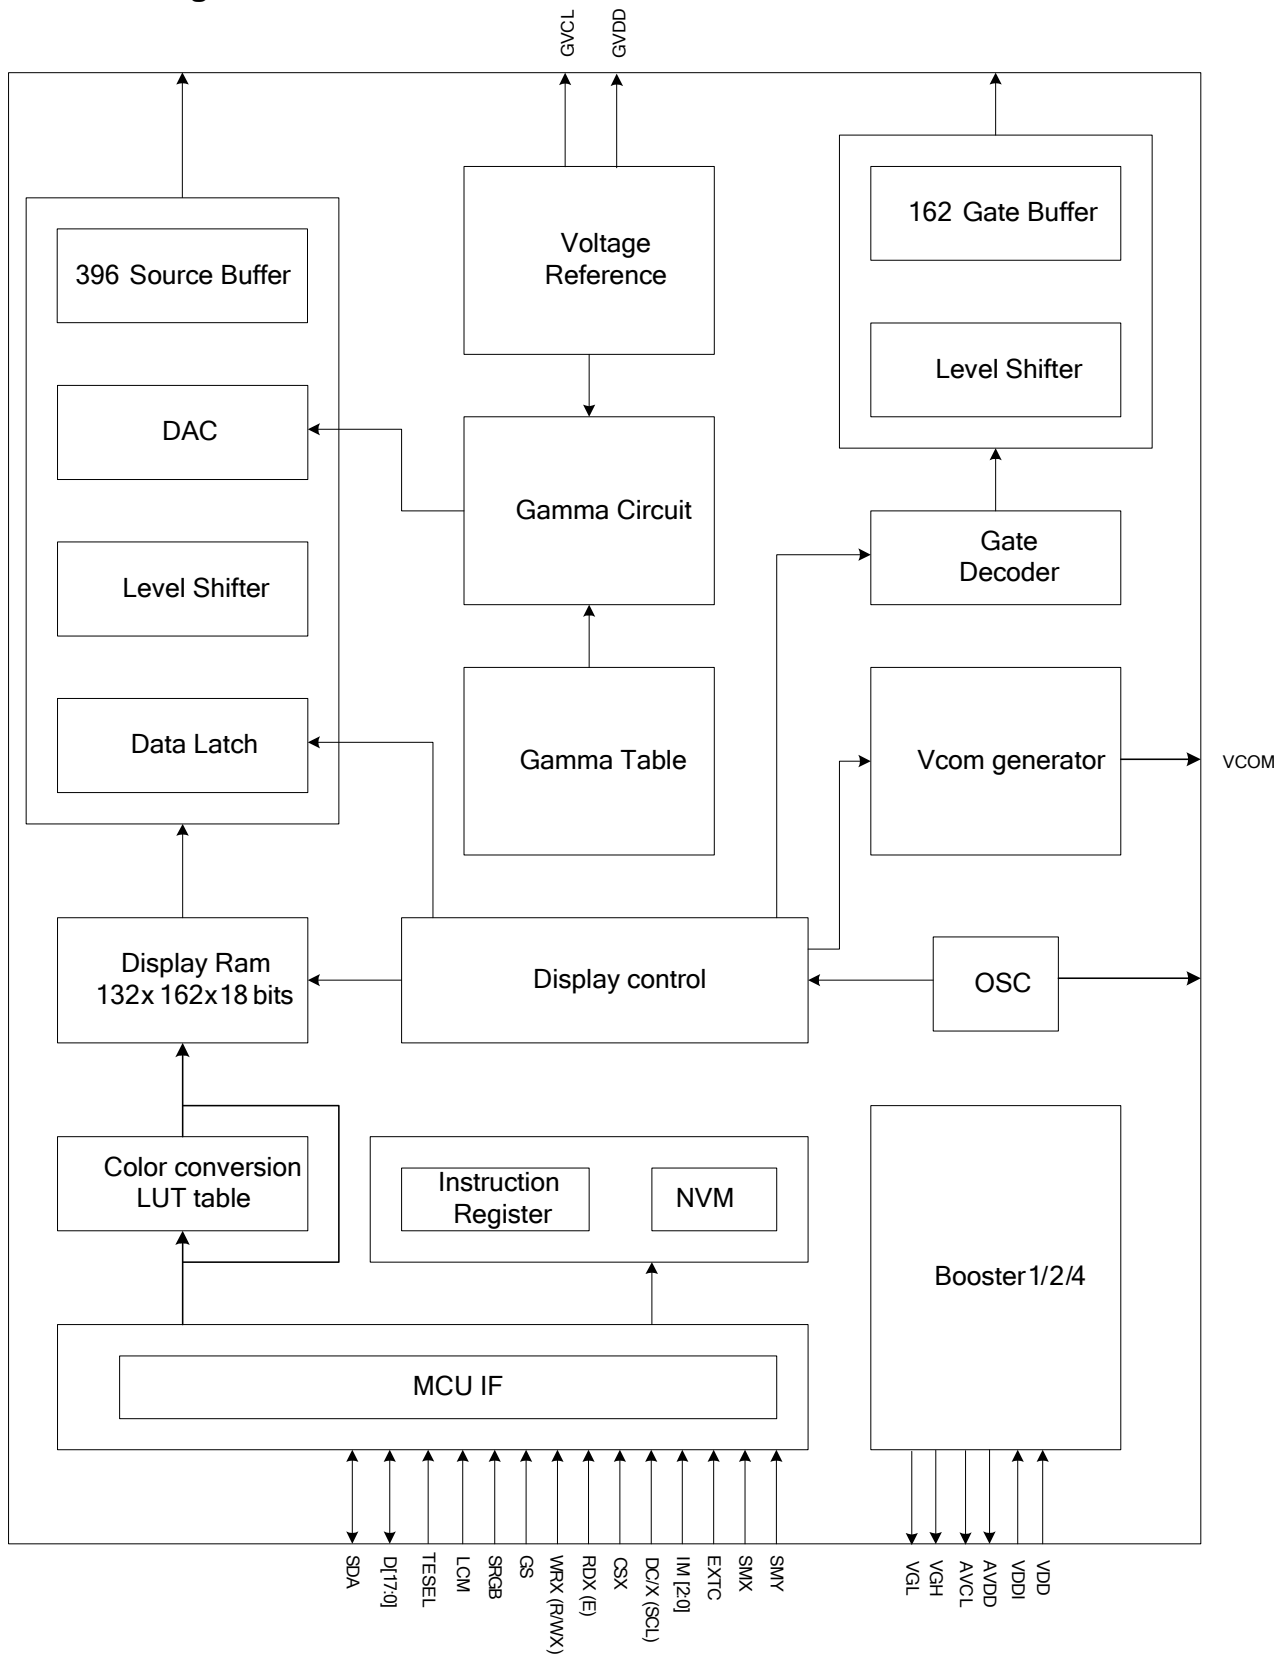 GVCL
GVDD
396 Source Buffer
Voltage
Reference
162 Gate Buffer
Level Shifter
DAC
Gamma Circuit
Gate
Decoder
Level Shifter
Data Latch
Gamma Table
Vcom generator
VCOM
Display Ram
132x 162x18 bits
Display control
OSC
Color conversion
LUT table
Instruction
Register
NVM
Booster1/2/4
MCU IF
SDA
D[17:0]
TESEL
LCM
SRGB
GS
WRX (R/WX)
RDX (E)
CSX
DC/X (SCL)
IM [2:0]
EXTC
SMX
SMY
VGL
VGH
AVCL
AVDD
VDDI
VDD